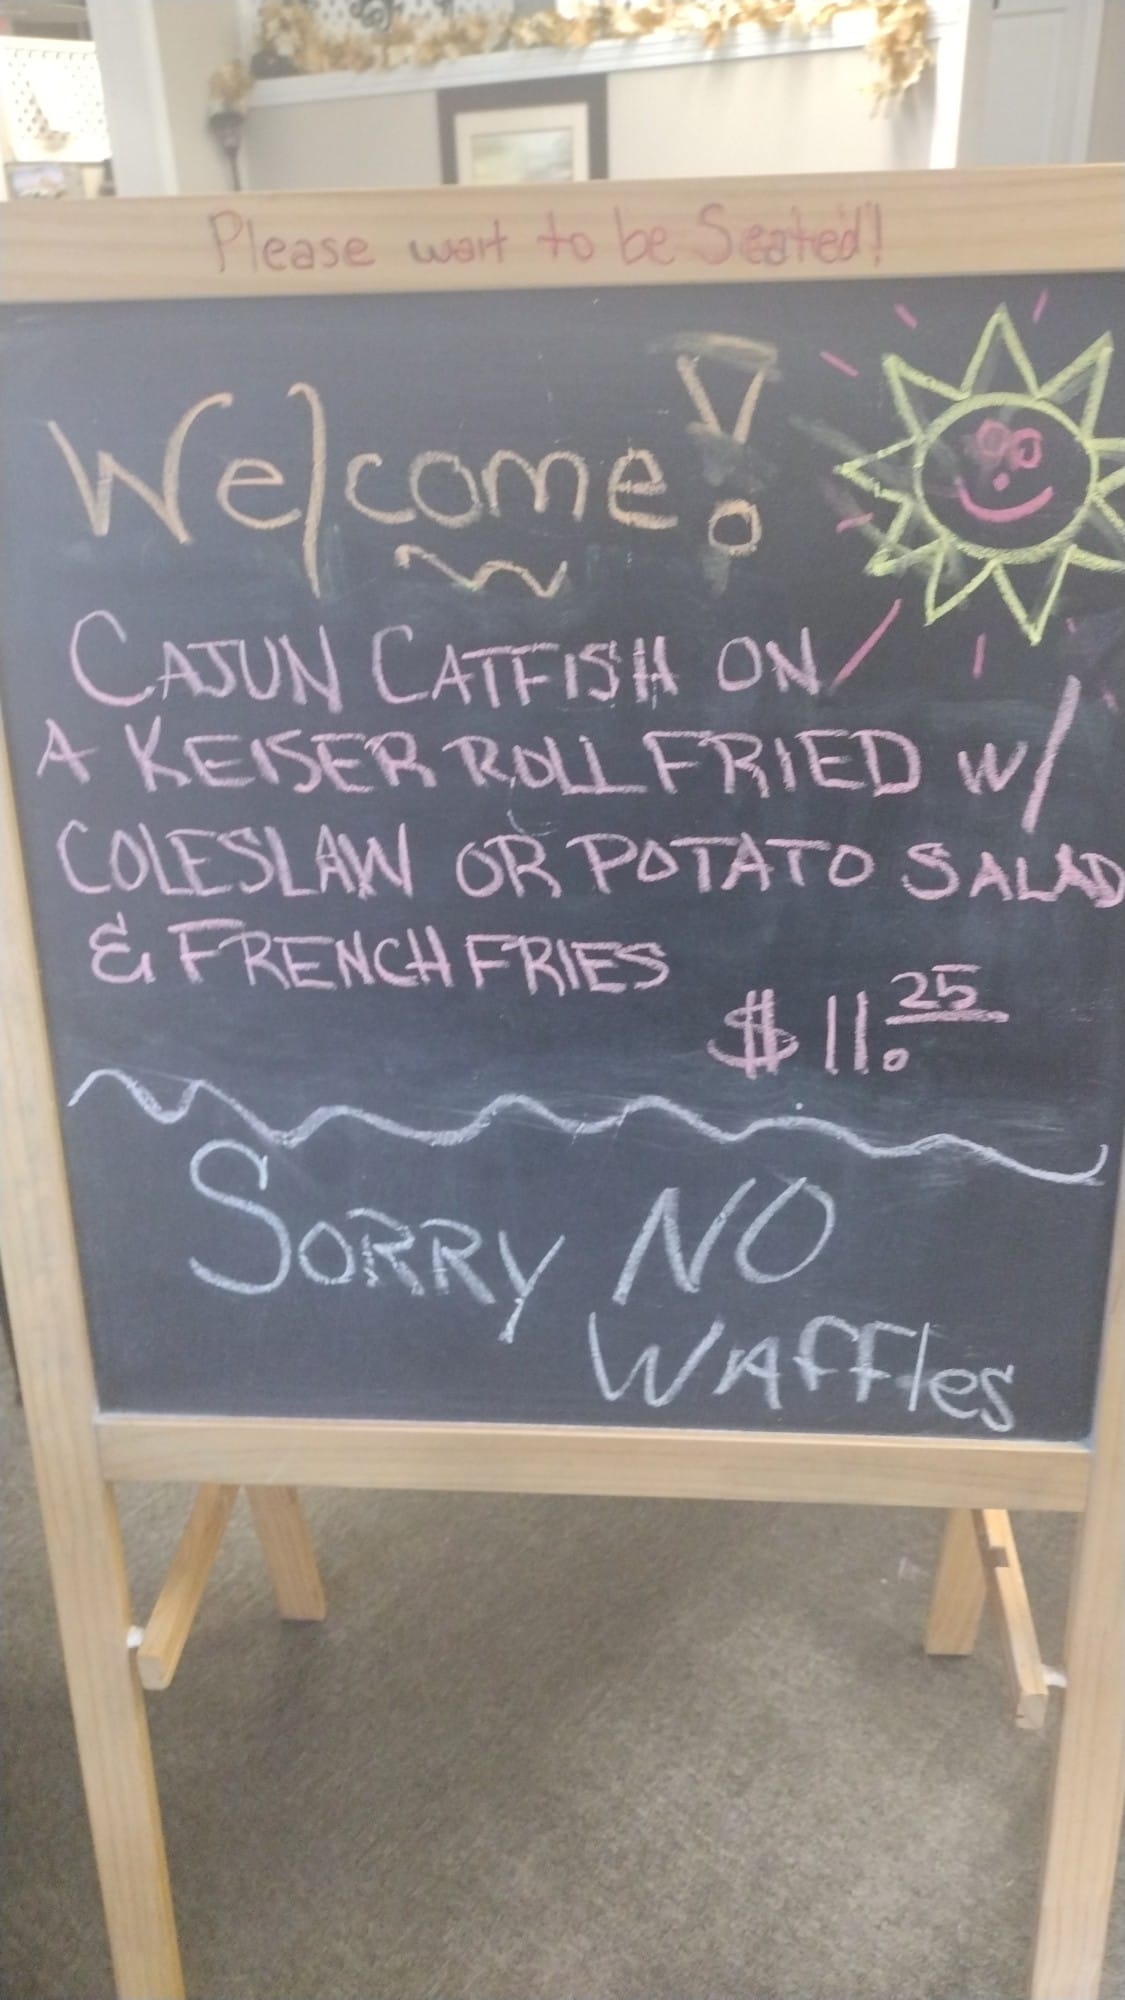 Please wait to be Seated!
Welcome!
CAJUN CATFISH ON
A KEISER ROLL FRIED W/
COLESLAW OR POTATO SALAD
& FRENCH FRIES
$11.25
SORRY NO
WAFFles